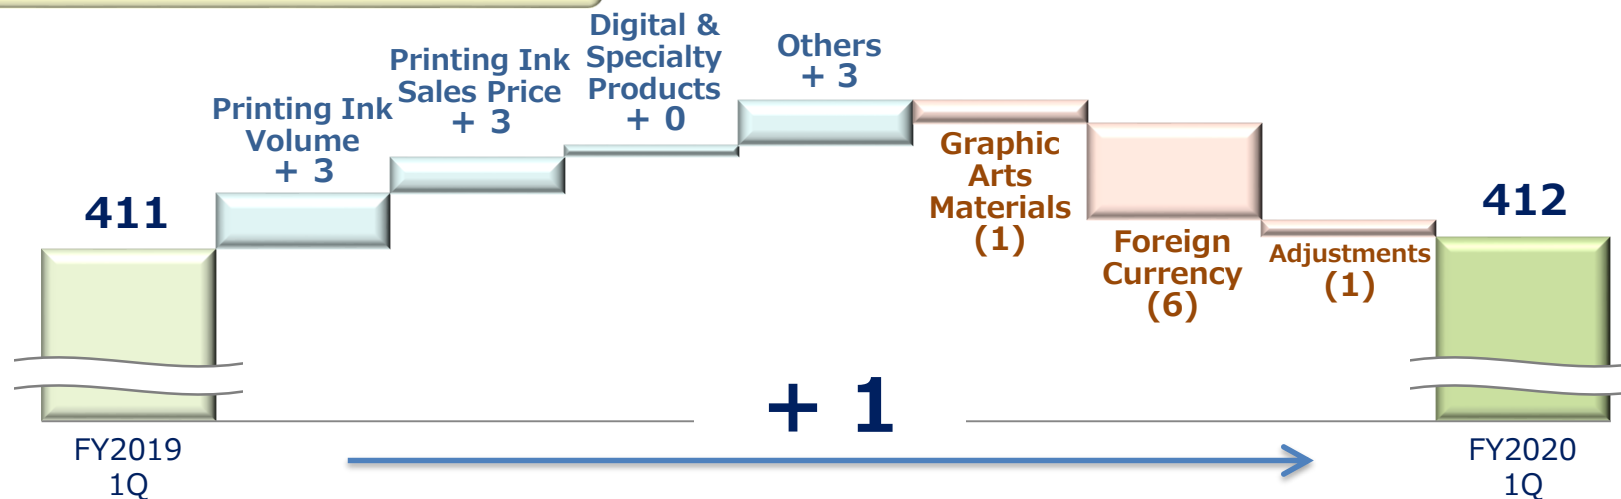 411
Printing Ink
Volume
+ 3
Printing Ink
Sales Price
+ 3
Digital &
Specialty
Products
+ 0
Others
+ 3
Graphic
Arts
Materials
(1)
Foreign
Currency
(6)
Adjustments
(1)
412
+ 1
FY2019
1Q
FY2020
1Q